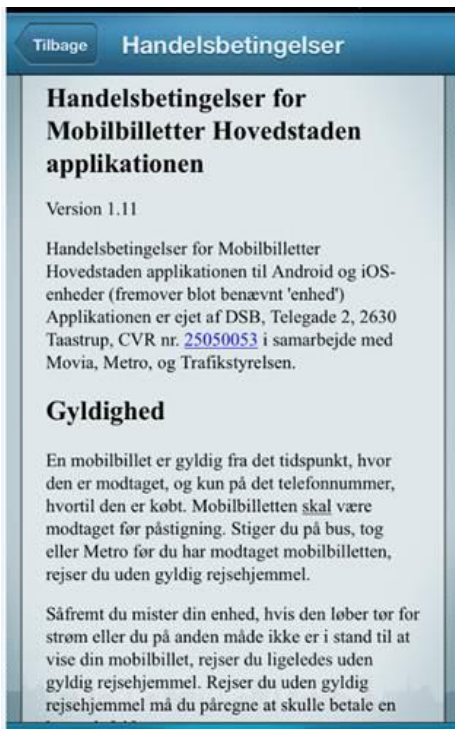 Tilbage
Handelsbetingelser
Handelsbetingelser for
Mobilbilletter Hovedstaden
applikationen
Version 1.11
Handelsbetingelser for Mobilbilletter
Hovedstaden applikationen til Android og iOS-
enheder (fremover blot benævnt 'enhed')
Applikationen er ejet af DSB, Telegade 2, 2630
Taastrup, CVR nr. 25050053 i samarbejde med
Movia, Metro, og Trafikstyrelsen.
Gyldighed
En mobilbillet er gyldig fra det tidspunkt, hvor
den er modtaget, og kun på det telefonnummer,
hvortil den er købt. Mobilbilletten skal være
modtaget før påstigning. Stiger du på bus, tog
eller Metro før du har modtaget mobilbilletten,
rejser du uden gyldig rejsehjemmel.
Såfremt du mister din enhed, hvis den løber tør for
strøm eller du på anden måde ikke er i stand til at
vise din mobilbillet, rejser du ligeledes uden
gyldig rejsehjemmel. Rejser du uden gyldig
rejsehjemmel må du påregne at skulle betale en